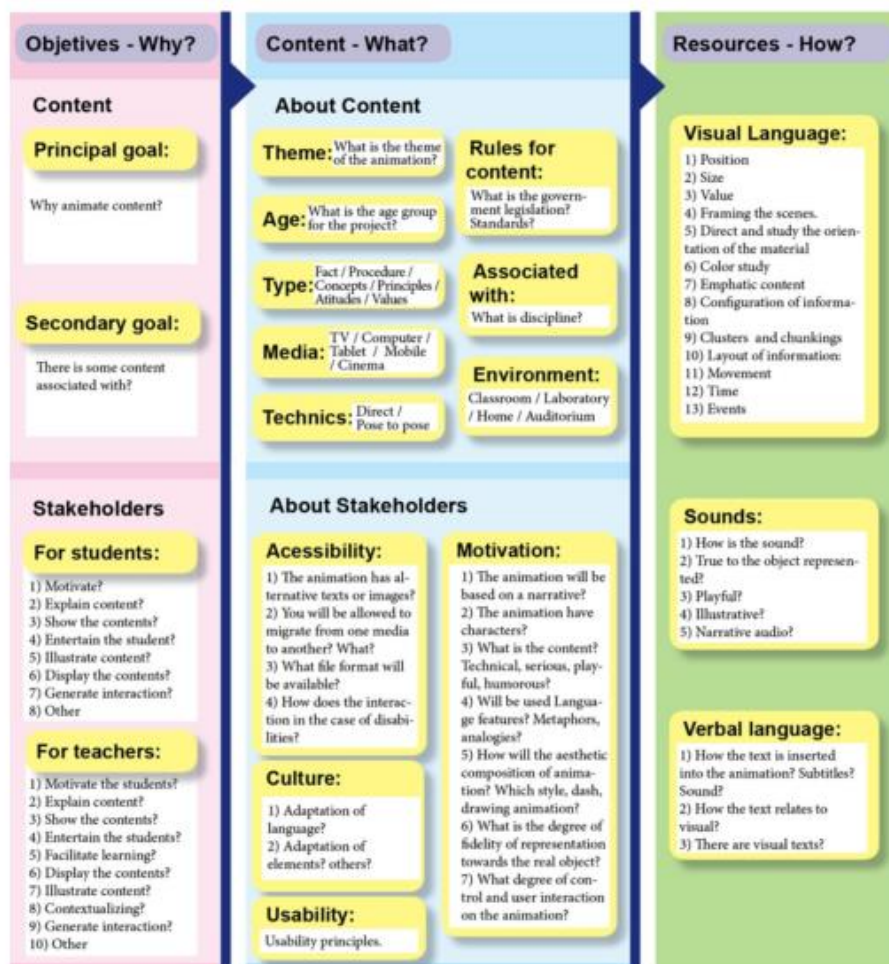 Objetives - Why?
Content
Principal goal:
Why animate content?
Secondary goal:
There is some content
associated with?
Stakeholders
For students:
1) Motivate?
2) Explain content?
3) Show the contents?
4) Entertain the student?
5) Illustrate content?
6) Display the contents?
7) Generate interaction?
8) Other
For teachers:
1) Motivate the students?
2) Explain content?
3) Show the contents?
4) Entertain the students?
5) Facilitate learning?
6) Display the contents?
7) Illustrate content?
8) Contextualizing?
9) Generate interaction?
10) Other
Content - What?
About Content
Theme: What is the theme
of the animation?
Age: What is the age group
for the project?
Type: Fact / Procedure /
Concepts / Principles /
Atitudes / Values
Media: TV / Computer /
Tablet / Mobile
/ Cinema
Technics: Direct /
Pose to pose
Rules for
content:
What is the govern-
ment legislation?
Standards?
Associated
with:
What is discipline?
Environment:
Classroom / Laboratory
/ Home / Auditorium
About Stakeholders
Acessibility:
1) The animation has al-
ternative texts or images?
2) You will be allowed to
migrate from one media
to another? What?
3) What file format will
be available?
4) How does the interac-
tion in the case of disabi-
lities?
Culture:
1) Adaptation of
language?
2) Adaptation of
elements? others?
Usability:
Usability principles.
Motivation:
1) The animation will be
based on a narrative?
2) The animation have
characters?
3) What is the content?
Technical, serious, play-
ful, humorous?
4) Will be used Langua-
ge features? Metaphors,
analogies?
5) How will the aesthetic
composition of anima-
tion? Which style, dash,
drawing animation?
6) What is the degree of
fidelity of representation
towards the real object?
7) What degree of con-
trol and user interaction
on the animation?
Resources - How?
Visual Language:
1) Position
2) Size
3) Value
4) Framing the scenes.
5) Direct and study the orien-
tation of the material
6) Color study
7) Emphatic content
8) Configuration of informa-
tion
9) Clusters and chunkings
10) Layout of information:
11) Movement
12) Time
13) Events
Sounds:
1) How is the sound?
2) True to the object represen-
ted?
3) Playful?
4) Illustrative?
5) Narrative audio?
Verbal language:
1) How the text is inserted
into the animation? Subtitles?
Sound?
2) How the text relates to
visual?
3) There are visual texts?